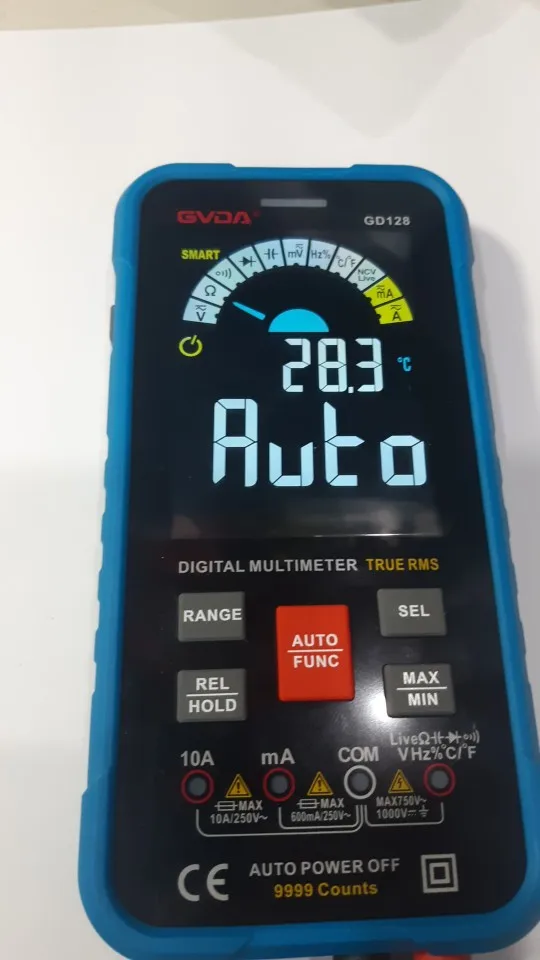 GVDA®
GD128
SMART
V
Ω
mV
Hz%
°C/°F
NCV
Live
mA
A
28.3 °C
Auto
DIGITAL MULTIMETER TRUE RMS
RANGE
AUTO
FUNC
SEL
REL
HOLD
MAX
MIN
10A
mA
COM
LiveΩ
VHz%°C/°F
MAX
10A/250V~
MAX
600mA/250V~
MAX750V~
1000V⎓
CE
AUTO POWER OFF
9999 Counts